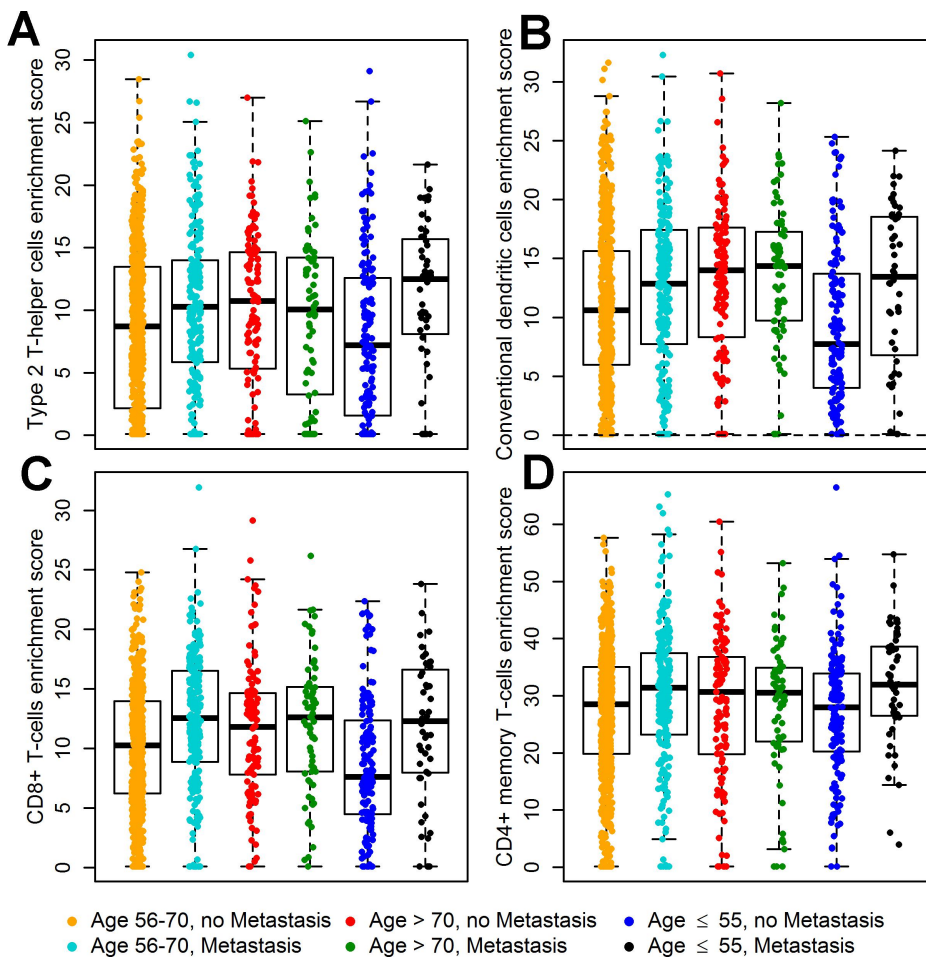 A
B
Type 2 T-helper cells enrichment score
0 5 10 15 20 25 30
Conventional dendritic cells enrichment score
0 5 10 15 20 25 30
C
D
CD8+ T-cells enrichment score
0 5 10 15 20 25 30
CD4+ memory T-cells enrichment score
0 10 20 30 40 50 60
Age 56-70, no Metastasis
Age > 70, no Metastasis
Age ≤ 55, no Metastasis
Age 56-70, Metastasis
Age > 70, Metastasis
Age ≤ 55, Metastasis